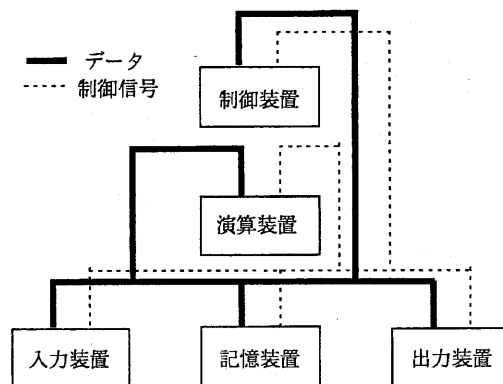 データ
制御信号
制御装置
演算装置
入力装置
記憶装置
出力装置